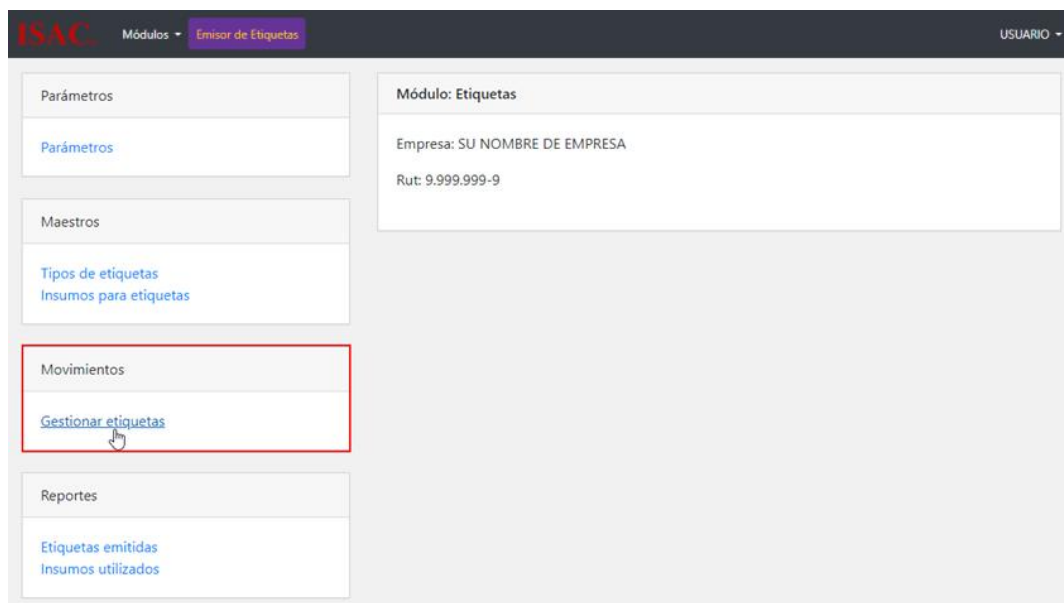 ISAC.
Módulos
Emisor de Etiquetas
USUARIO
Parámetros
Parámetros
Maestros
Tipos de etiquetas
Insumos para etiquetas
Movimientos
Gestionar etiquetas
Reportes
Etiquetas emitidas
Insumos utilizados
Módulo: Etiquetas
Empresa: SU NOMBRE DE EMPRESA
Rut: 9.999.999-9